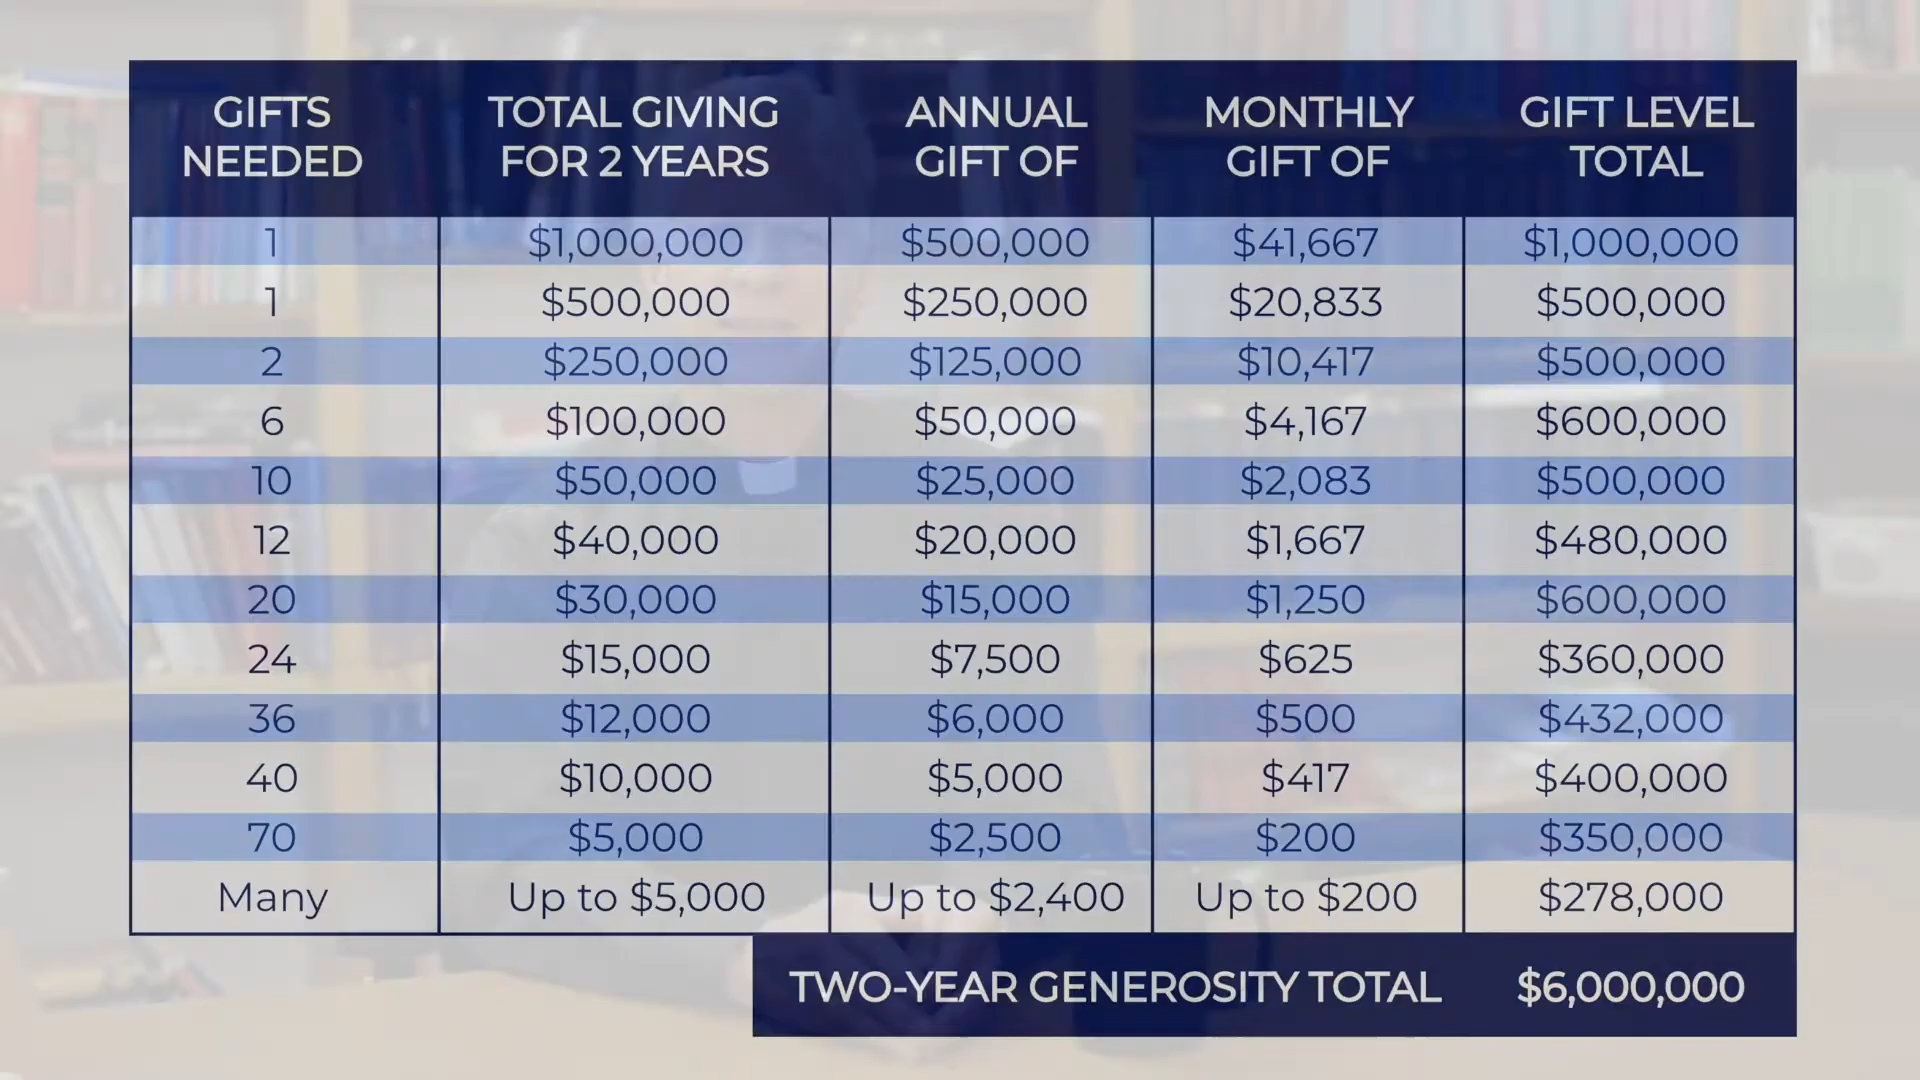 GIFTS NEEDED TOTAL GIVING FOR 2 YEARS ANNUAL GIFT OF MONTHLY GIFT OF GIFT LEVEL TOTAL
1 $1,000,000 $500,000 $41,667 $1,000,000
1 $500,000 $250,000 $20,833 $500,000
2 $250,000 $125,000 $10,417 $500,000
6 $100,000 $50,000 $4,167 $600,000
10 $50,000 $25,000 $2,083 $500,000
12 $40,000 $20,000 $1,667 $480,000
20 $30,000 $15,000 $1,250 $600,000
24 $15,000 $7,500 $625 $360,000
36 $12,000 $6,000 $500 $432,000
40 $10,000 $5,000 $417 $400,000
70 $5,000 $2,500 $200 $350,000
Many Up to $5,000 Up to $2,400 Up to $200 $278,000
TWO-YEAR GENEROSITY TOTAL $6,000,000